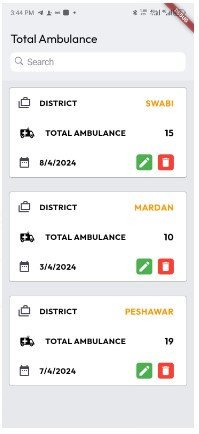 3:44 PM
Total Ambulance
Search
DISTRICT SWABI
TOTAL AMBULANCE 15
8/4/2024
DISTRICT MARDAN
TOTAL AMBULANCE 10
3/4/2024
DISTRICT PESHAWAR
TOTAL AMBULANCE 19
7/4/2024